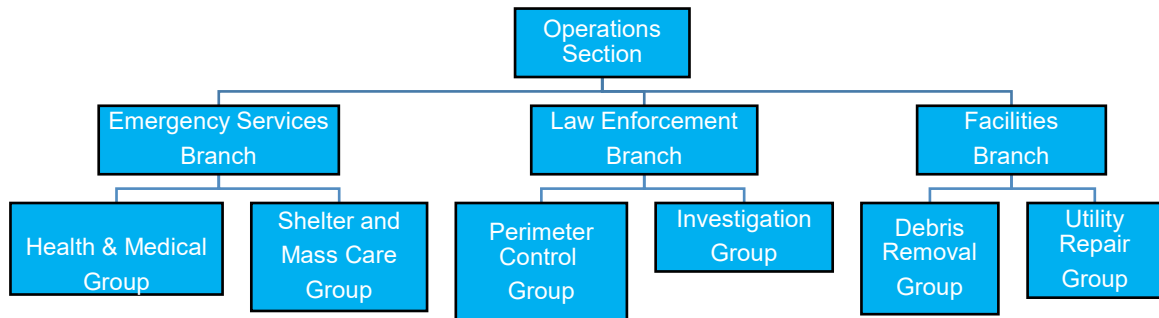 Operations
Section
Emergency Services
Branch
Law Enforcement
Branch
Facilities
Branch
Health & Medical
Group
Shelter and
Mass Care
Group
Perimeter
Control
Group
Investigation
Group
Debris
Removal
Group
Utility
Repair
Group